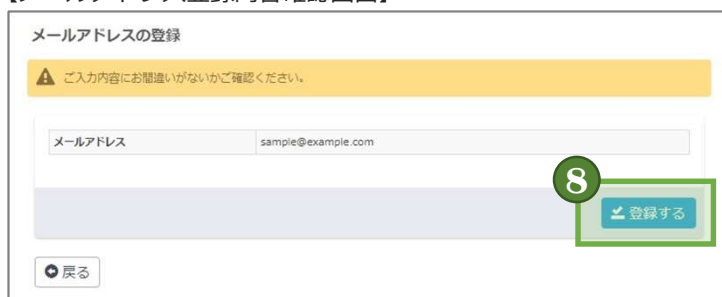 メールアドレスの登録
ご入力内容にお間違いがないかご確認ください。
メールアドレス sample@example.com
8
登録する
戻る